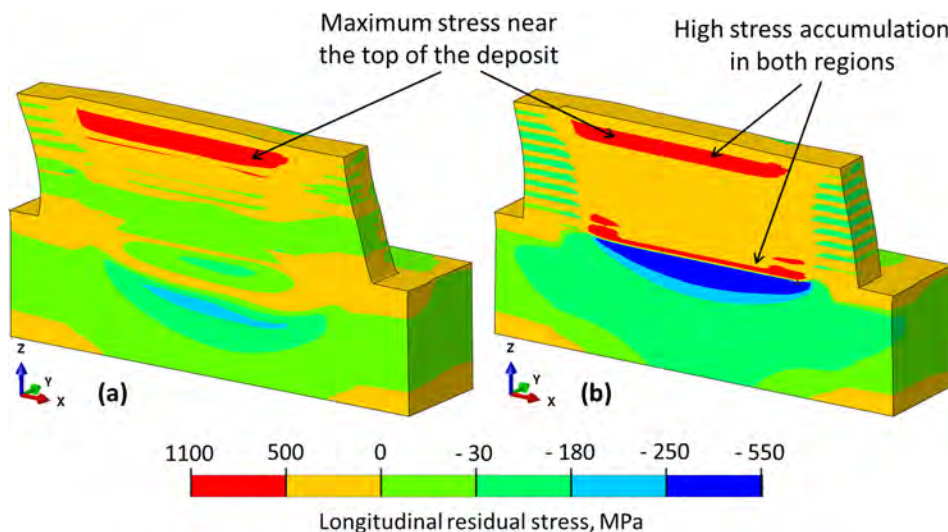 Maximum stress near
the top of the deposit
High stress accumulation
in both regions
Z
Y
X
(a)
Z
Y
X
(b)
1100 500 0 - 30 - 180 - 250 - 550
Longitudinal residual stress, MPa